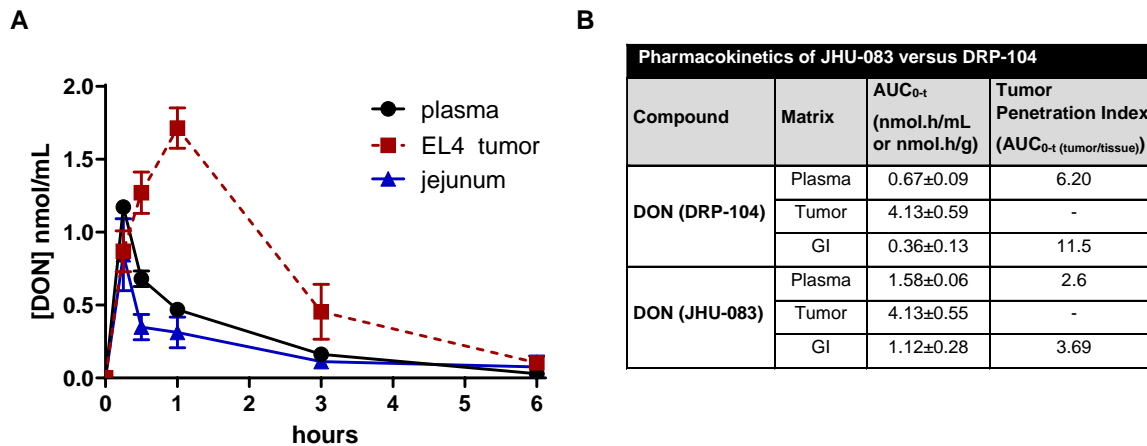 A
2.0
1.5
1.0
0.5
0.0
[DON] nmol/mL
plasma
EL4 tumor
jejunum
0 1 2 3 4 5 6
hours
B
Pharmacokinetics of JHU-083 versus DRP-104
Compound Matrix AUC0-t (nmol.h/mL or nmol.h/g) Tumor Penetration Index (AUC0-t (tumor/tissue))
DON (DRP-104) Plasma 0.67±0.09 6.20
Tumor 4.13±0.59 -
GI 0.36±0.13 11.5
DON (JHU-083) Plasma 1.58±0.06 2.6
Tumor 4.13±0.55 -
GI 1.12±0.28 3.69